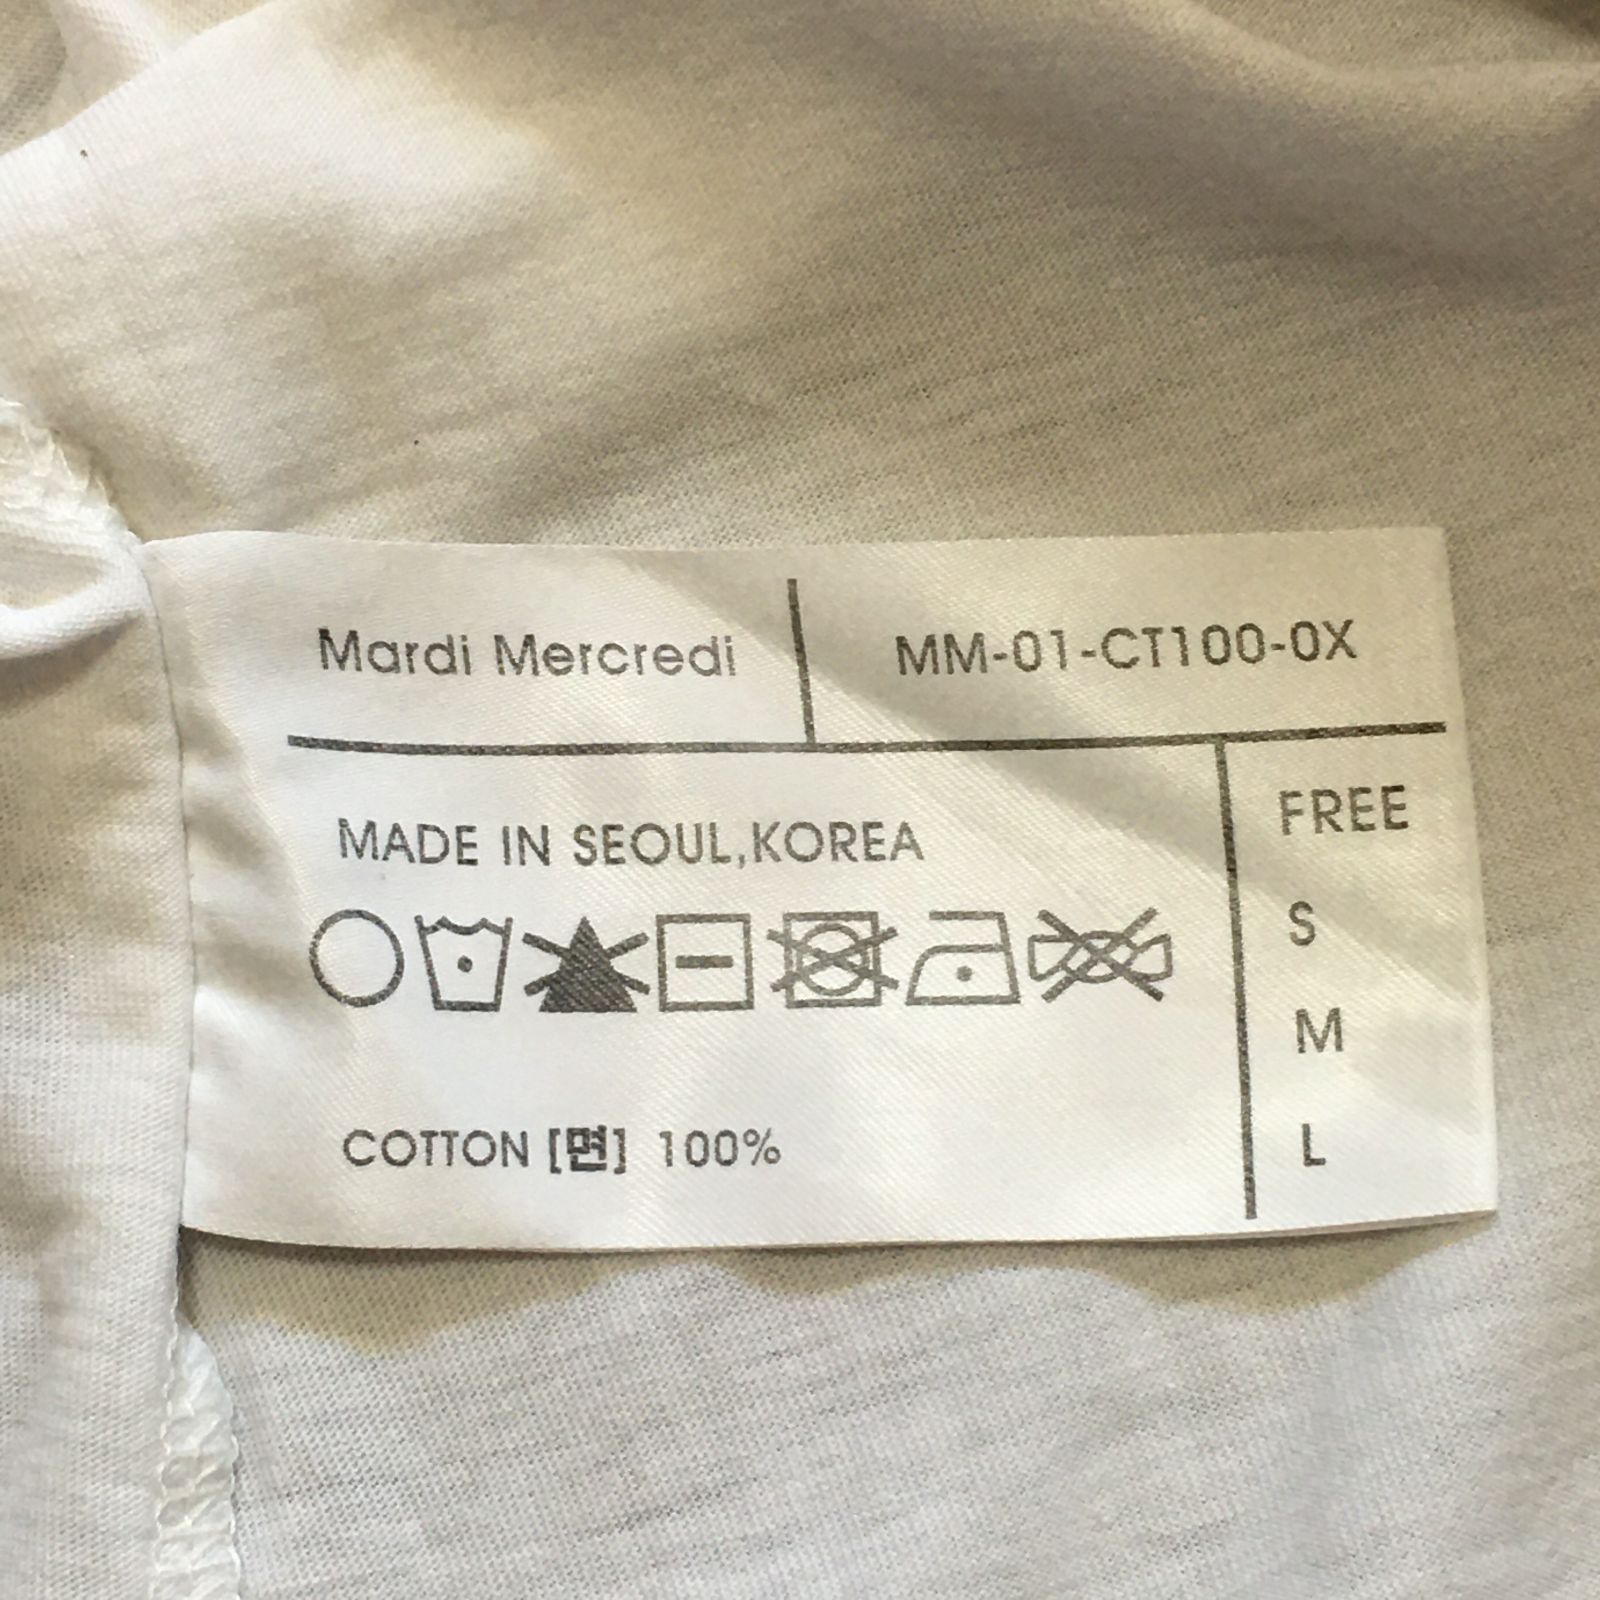 Mardi Mercredi
MM-01-CT100-0X
MADE IN SEOUL,KOREA
COTTON [면] 100%
FREE
S
M
L